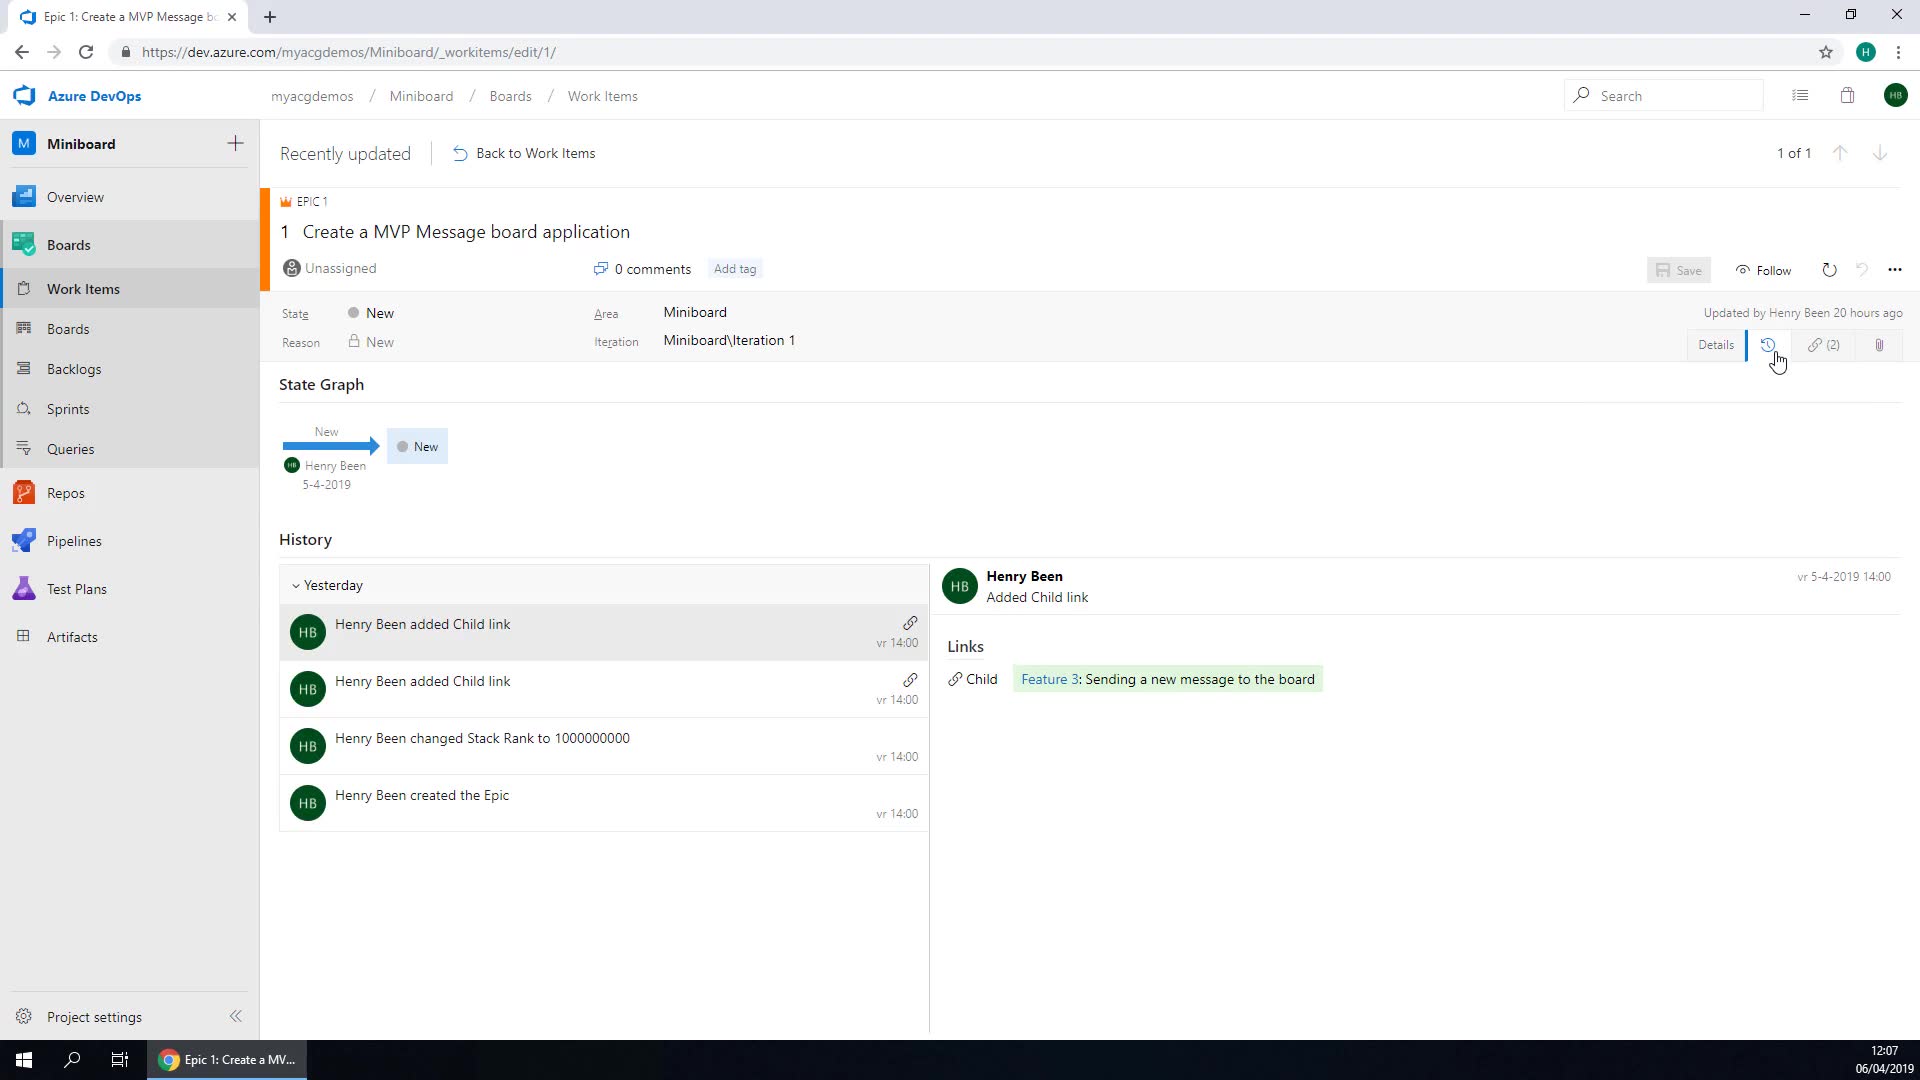 Epic 1: Create a MVP Message bo
https://dev.azure.com/myacgdemos/Miniboard/_workitems/edit/1/
H
Azure DevOps
myacgdemos / Miniboard / Boards / Work Items
Search
HB
M Miniboard
Recently updated
Back to Work Items
1 of 1
Overview
Boards
Work Items
Boards
Backlogs
Sprints
Queries
Repos
Pipelines
Test Plans
Artifacts
Project settings
EPIC 1
1 Create a MVP Message board application
Unassigned
0 comments
Add tag
Save
Follow
State
New
Area
Miniboard
Updated by Henry Been 20 hours ago
Reason
New
Iteration
Miniboard\Iteration 1
Details
(2)
State Graph
New
New
HB Henry Been
5-4-2019
History
Yesterday
HB Henry Been added Child link
vr 14:00
HB Henry Been added Child link
vr 14:00
HB Henry Been changed Stack Rank to 1000000000
vr 14:00
HB Henry Been created the Epic
vr 14:00
HB Henry Been
vr 5-4-2019 14:00
Added Child link
Links
Child Feature 3: Sending a new message to the board
Epic 1: Create a MV...
12:07
06/04/2019